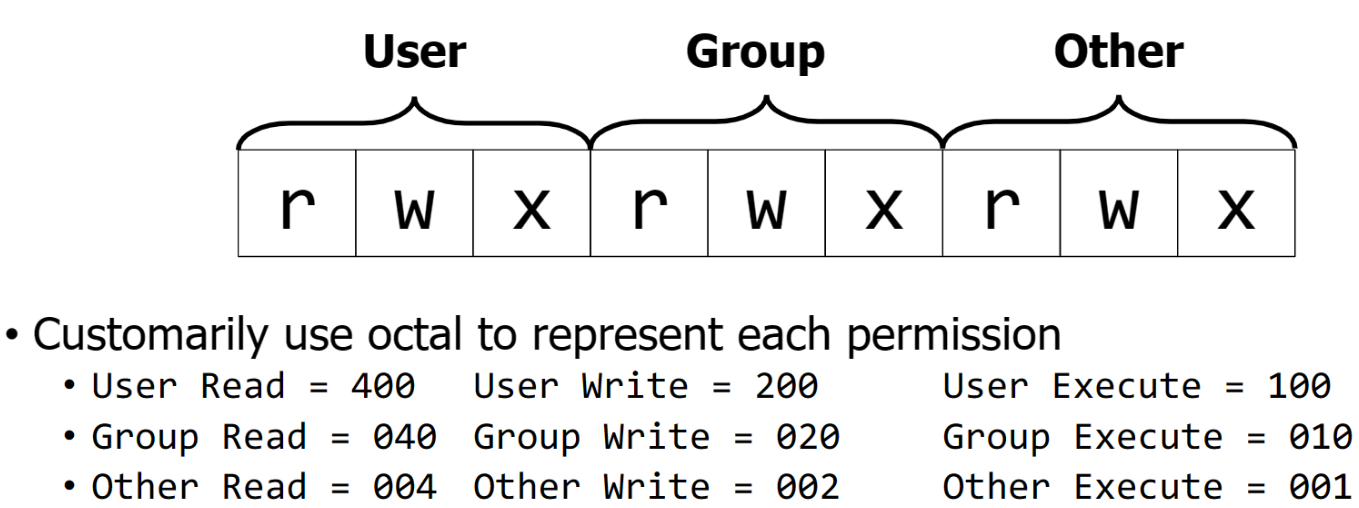 User Group Other
r w x r w x r w x
• Customarily use octal to represent each permission
• User Read = 400 User Write = 200 User Execute = 100
• Group Read = 040 Group Write = 020 Group Execute = 010
• Other Read = 004 Other Write = 002 Other Execute = 001